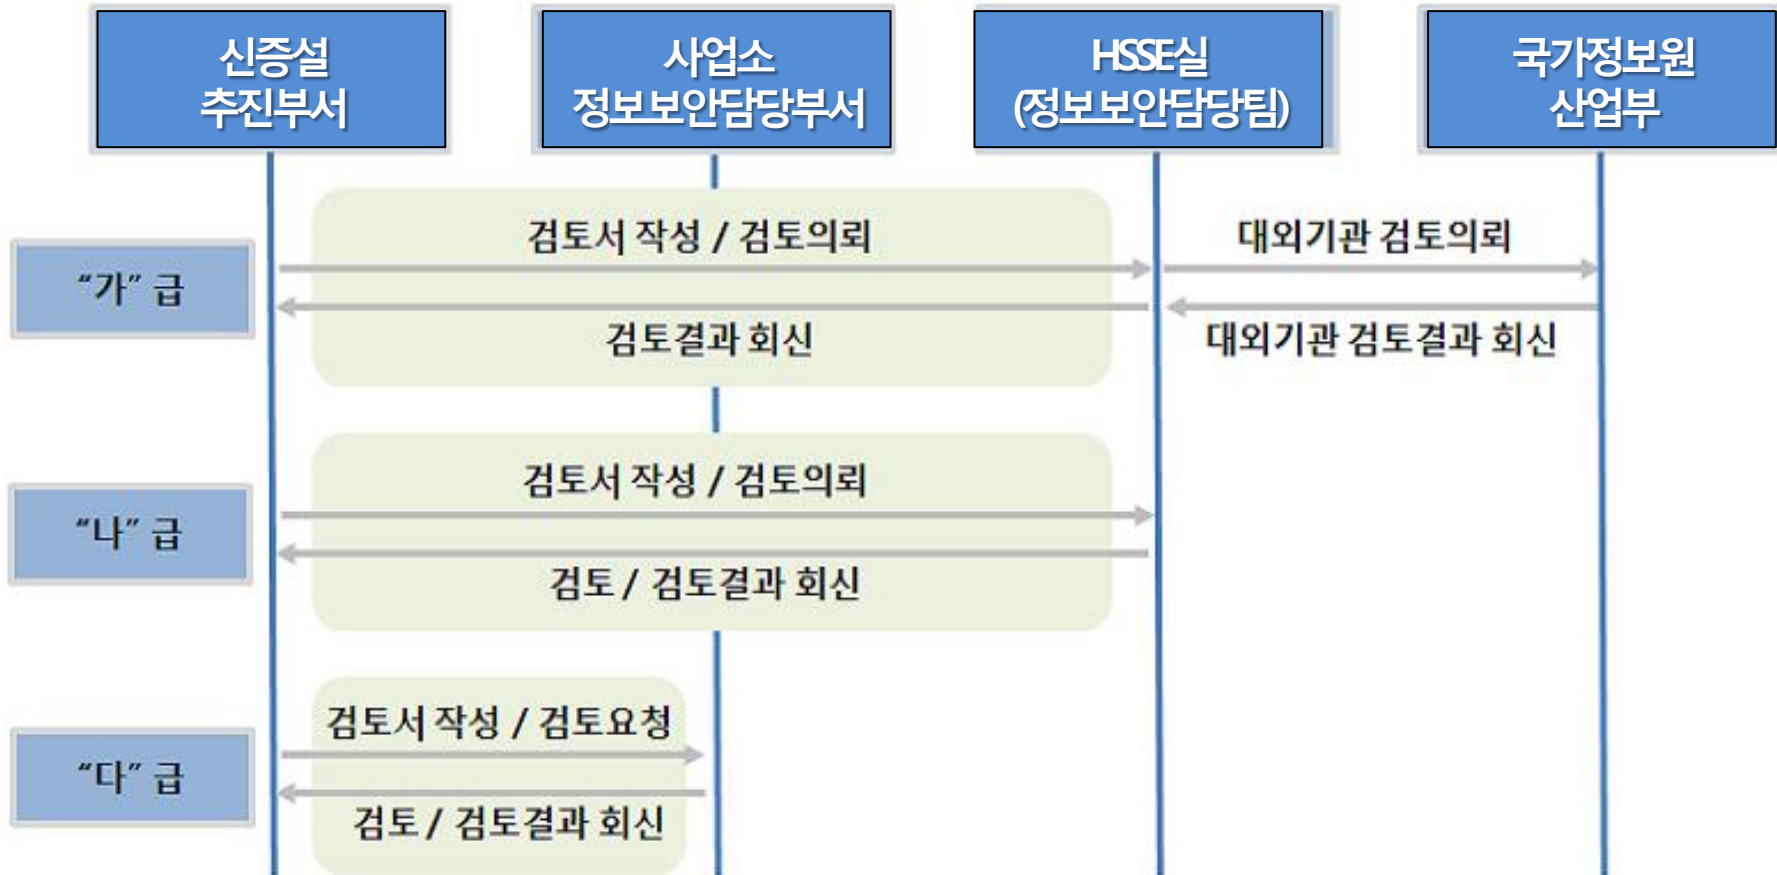 신증설
추진부서
사업소
정보보안담당부서
HSSE실
(정보보안담당팀)
국가정보원
산업부
“가” 급
검토서 작성 / 검토의뢰
대외기관 검토의뢰
검토결과 회신
대외기관 검토결과 회신
“나” 급
검토서 작성 / 검토의뢰
검토 / 검토결과 회신
“다” 급
검토서 작성 / 검토요청
검토 / 검토결과 회신